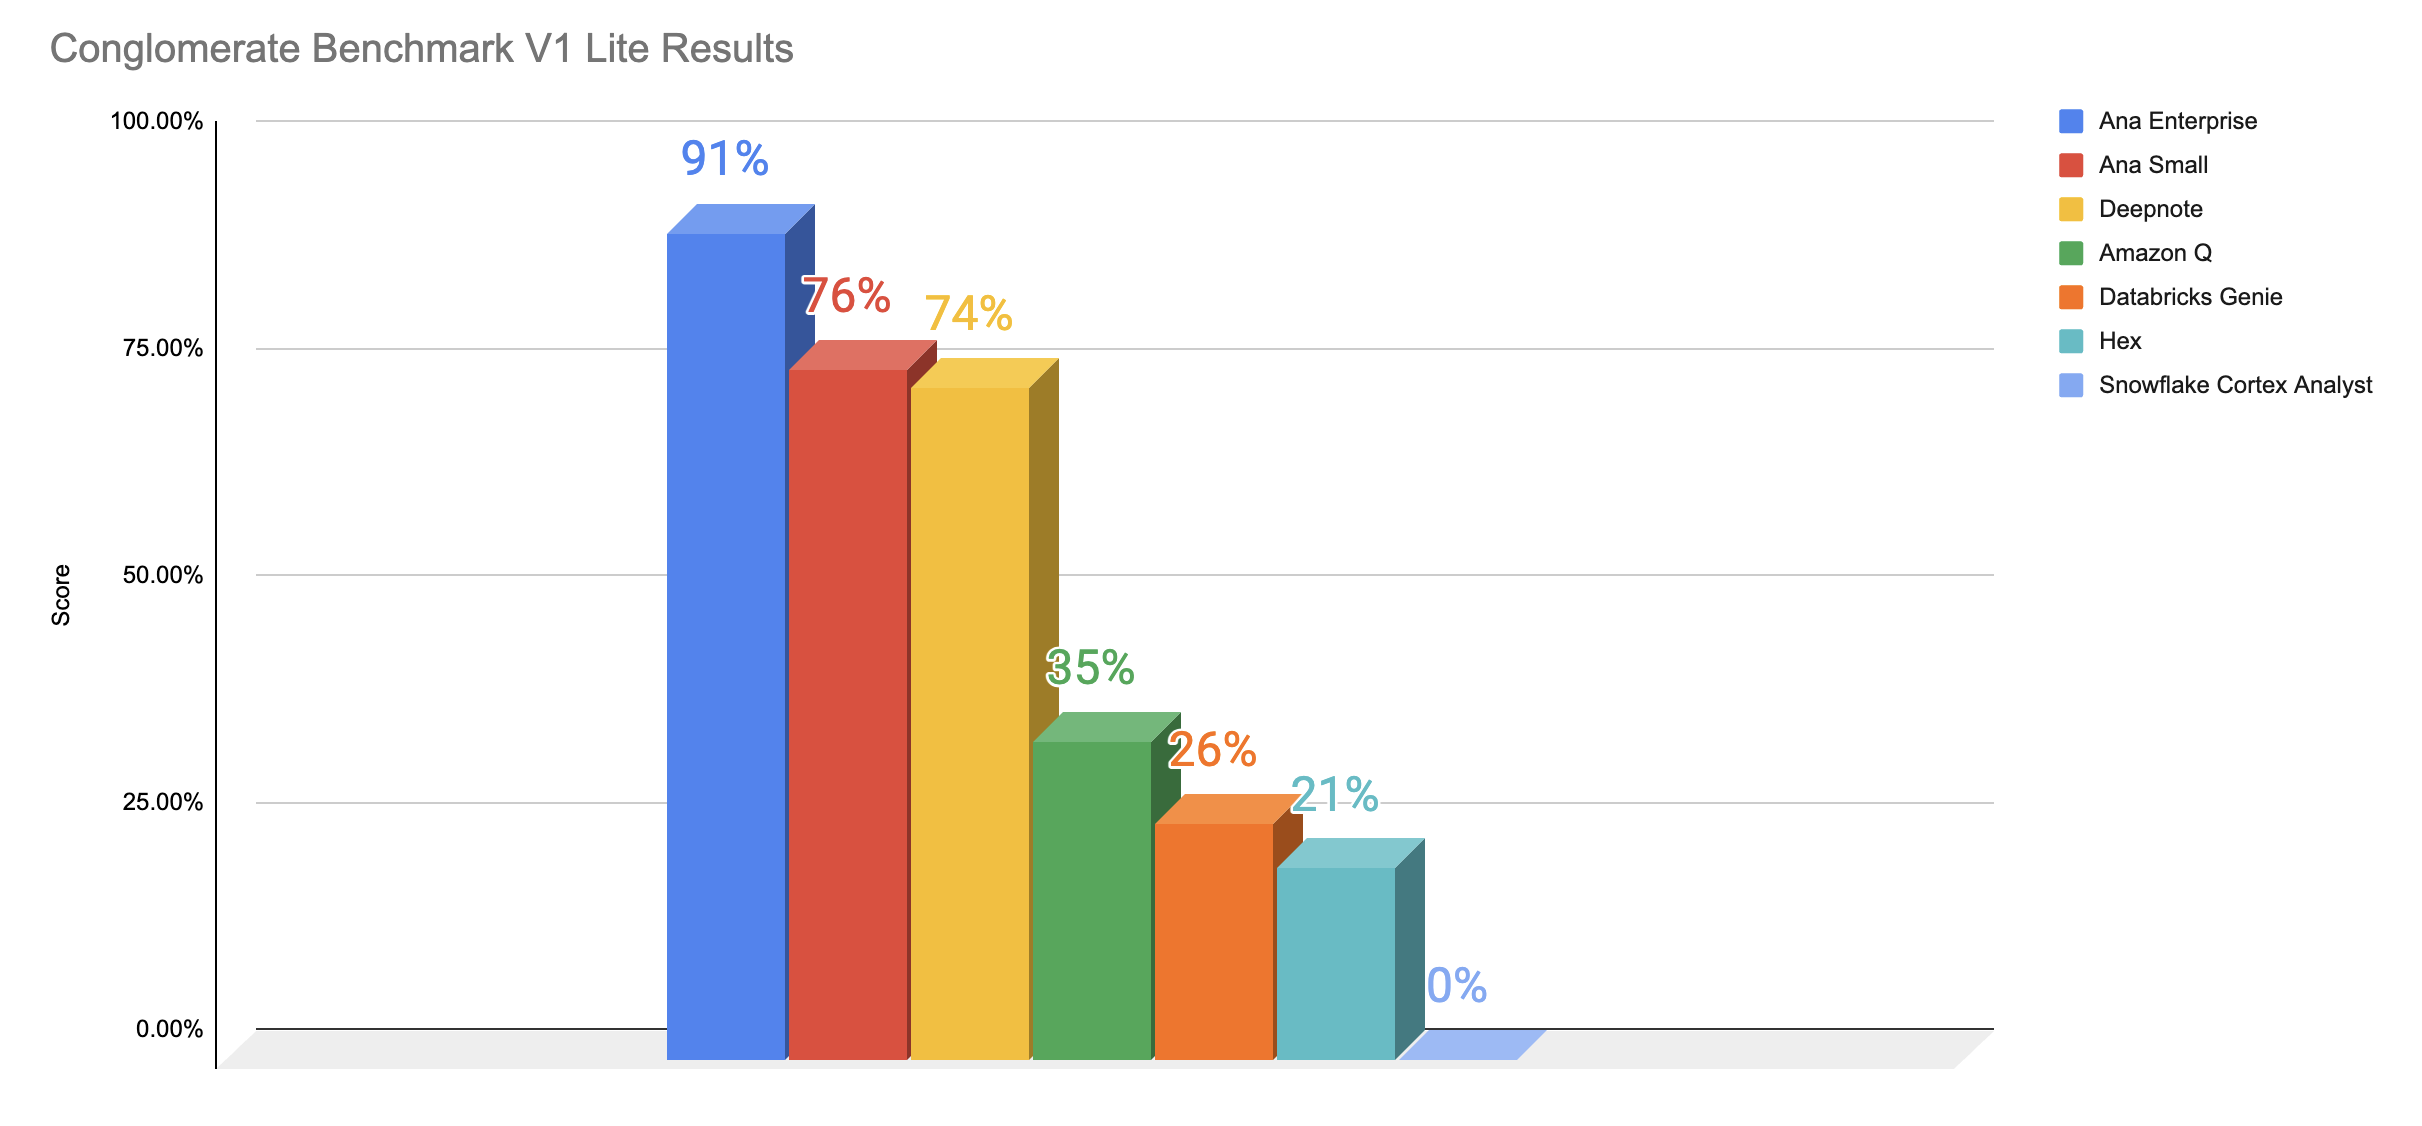 Conglomerate Benchmark V1 Lite Results
Score
100.00%
75.00%
50.00%
25.00%
0.00%
91%
76%
74%
35%
26%
21%
0%
Ana Enterprise
Ana Small
Deepnote
Amazon Q
Databricks Genie
Hex
Snowflake Cortex Analyst